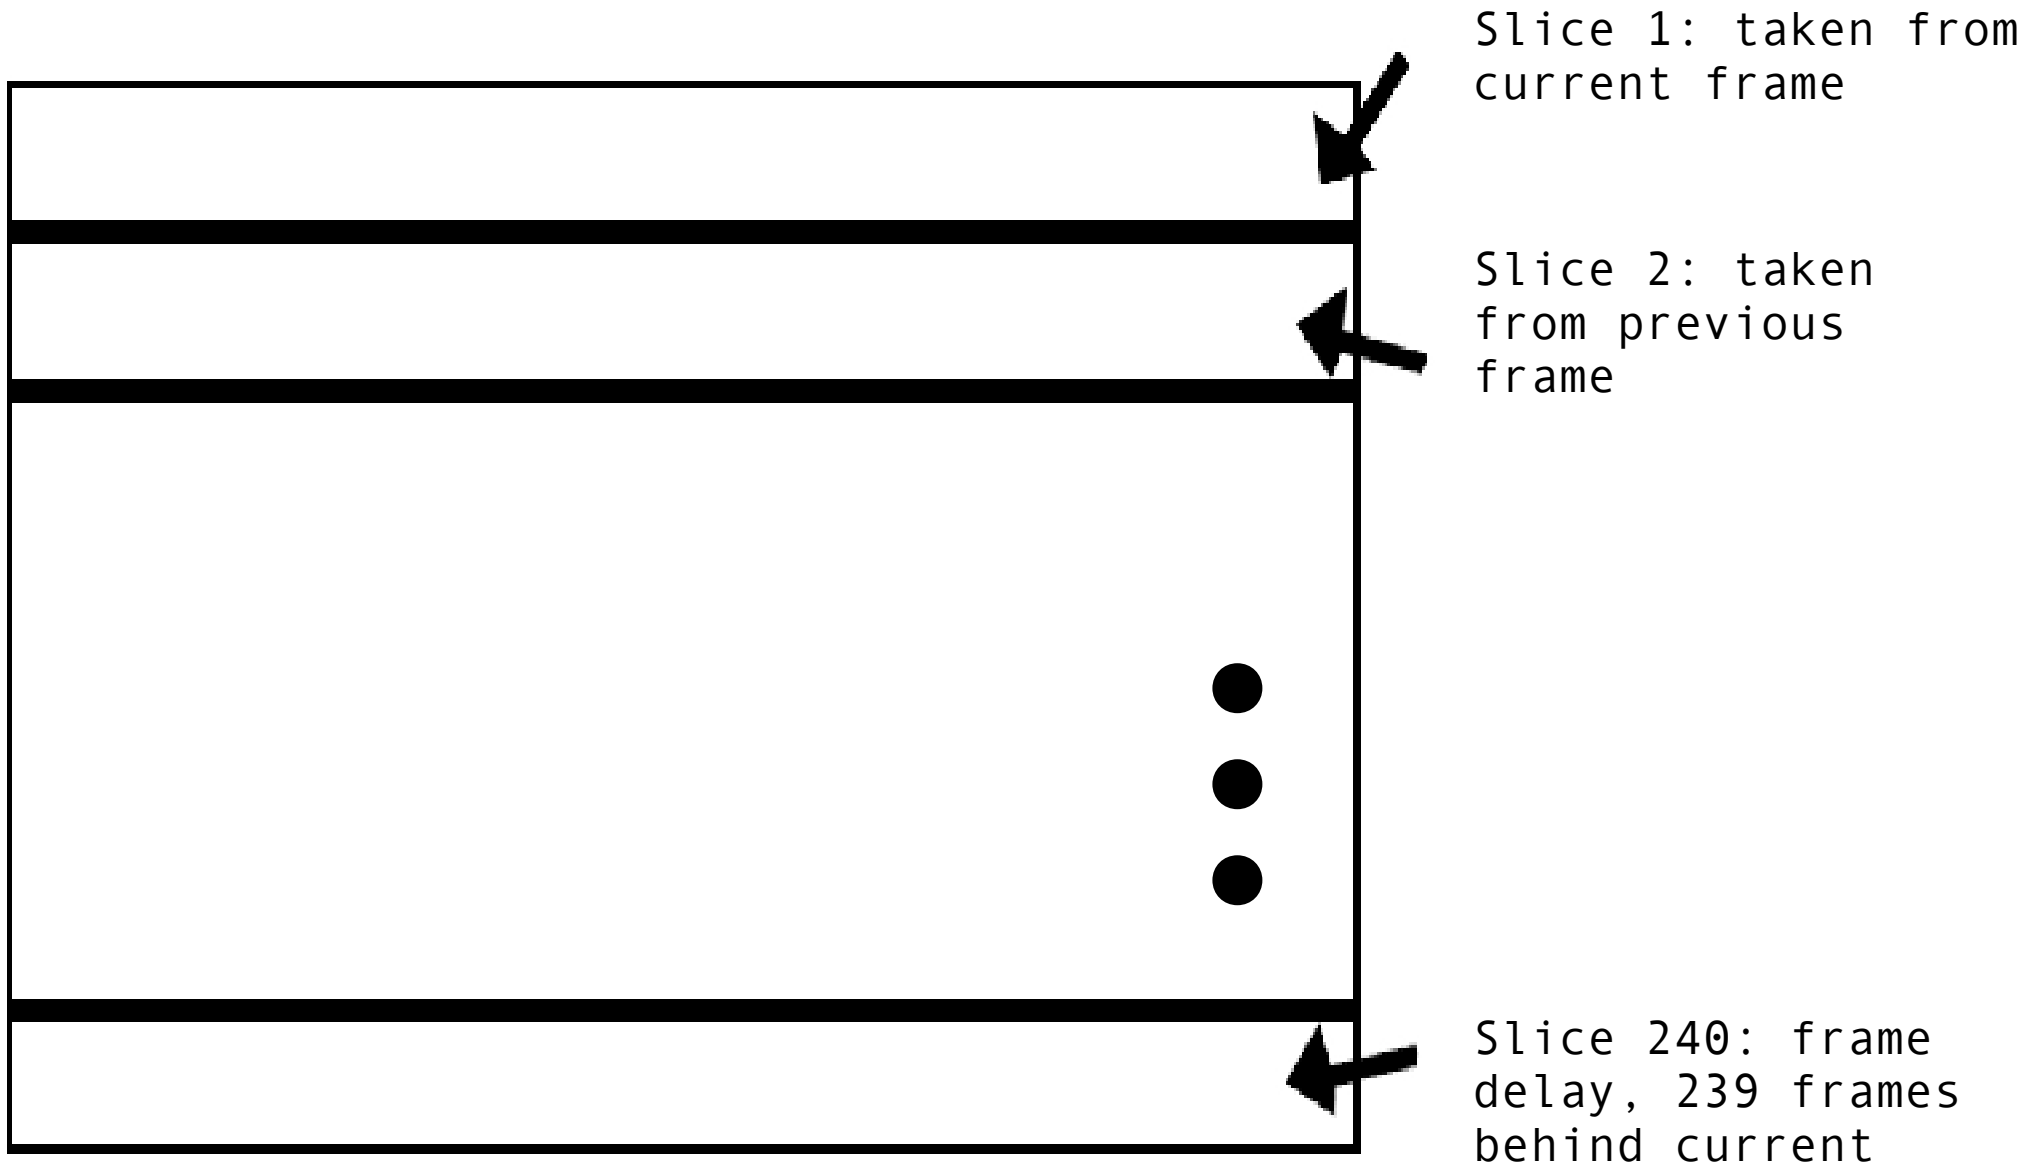 Slice 1: taken from
current frame
Slice 2: taken
from previous
frame
Slice 240: frame
delay, 239 frames
behind current